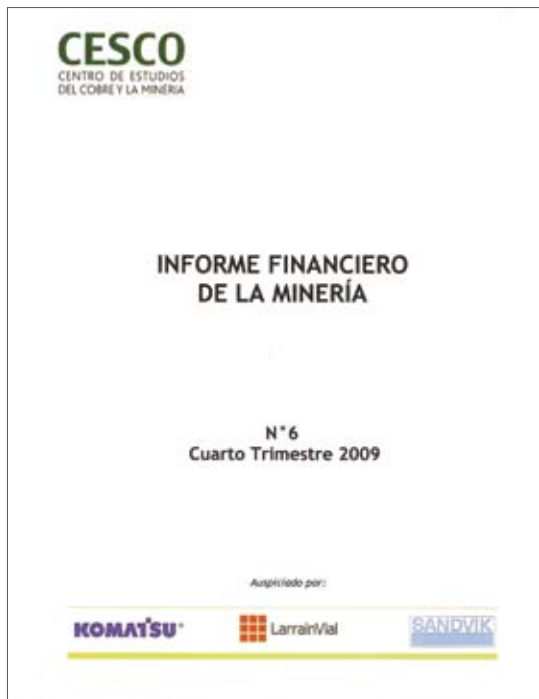 CESCO
CENTRO DE ESTUDIOS
DEL COBRE Y LA MINERIA
INFORME FINANCIERO
DE LA MINERÍA
N°6
Cuarto Trimestre 2009
Auspiciado por:
KOMATSU®
LarrainVial
SANDVIK